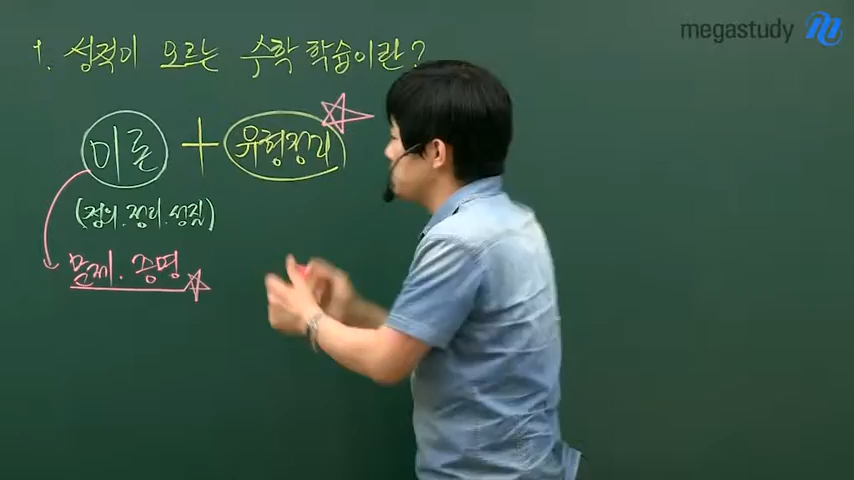 megastudy
1. 성적이 오르는 수학 학습이란?
이론 + 유형정리
(정의. 정리. 성질)
문제. 증명